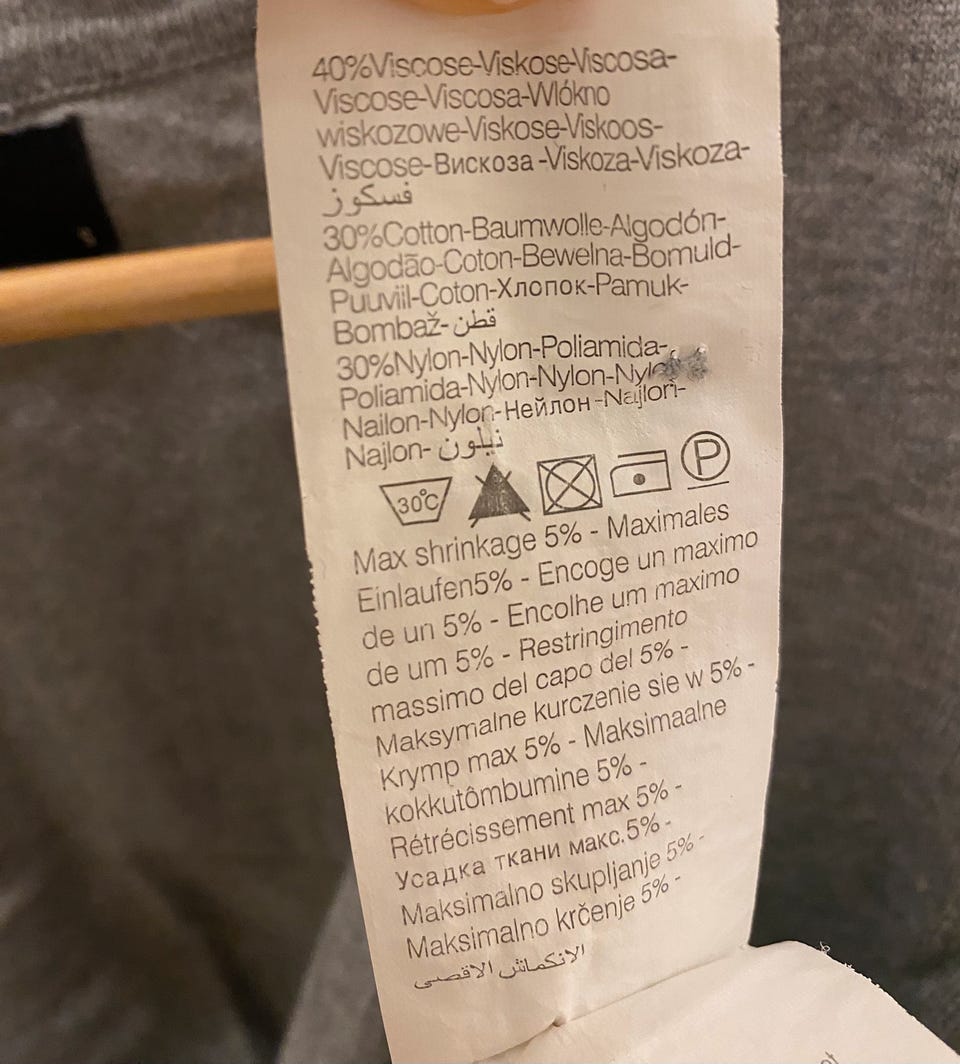 40%Viscose-Viskose-Viscosa-
Viscose-Viscosa-Wlókno
wiskozowe-Viskose-Viskoos-
Viscose-Вискоза-Viskoza-Viskoza-
فسكوز
30%Cotton-Baumwolle-Algodón-
Algodão-Coton-Bewelna-Bomuld-
Puuviil-Coton-Хлопок-Pamuk-
Bombaž-قطن
30%Nylon-Nylon-Poliamida-
Poliamida-Nylon-Nylon-
Nailon-Nylon-Нейлон-Najlon-
Najlon-نيلون
30°C P
Max shrinkage 5% - Maximales
Einlaufen5% - Encoge un maximo
de un 5% - Encolhe um maximo
de um 5% - Restringimento
massimo del capo del 5% -
Maksymalne kurczenie sie w 5% -
Krymp max 5% - Maksimaalne
kokkutômbumine 5% -
Rétrécissement max 5% -
Усадка ткани макс.5% -
Maksimalno skupljanje 5% -
Maksimalno krčenje 5% -
الانكماش الاقصى